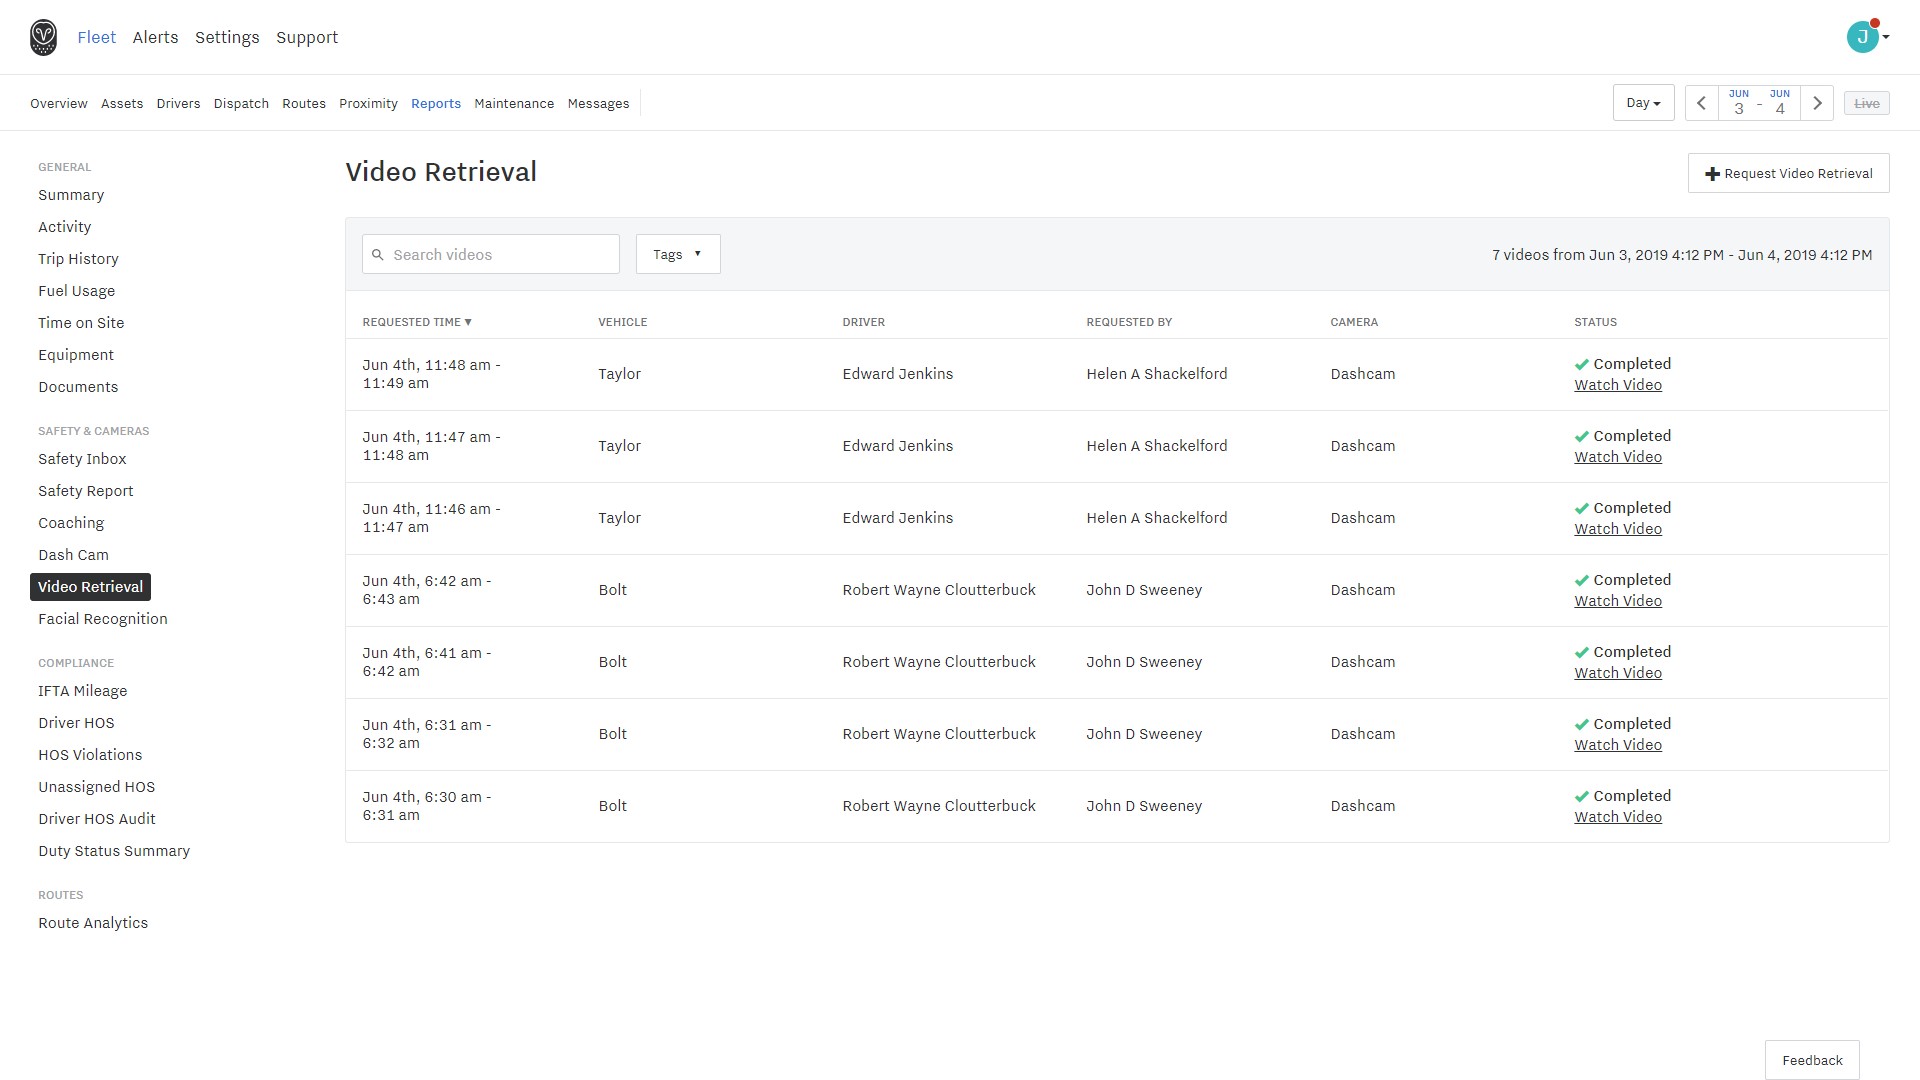 Fleet Alerts Settings Support
J
Overview Assets Drivers Dispatch Routes Proximity Reports Maintenance Messages
Day
JUN 3 - JUN 4
Live
GENERAL
Summary
Activity
Trip History
Fuel Usage
Time on Site
Equipment
Documents
SAFETY & CAMERAS
Safety Inbox
Safety Report
Coaching
Dash Cam
Video Retrieval
Facial Recognition
COMPLIANCE
IFTA Mileage
Driver HOS
HOS Violations
Unassigned HOS
Driver HOS Audit
Duty Status Summary
ROUTES
Route Analytics
Video Retrieval
Request Video Retrieval
Search videos
Tags
7 videos from Jun 3, 2019 4:12 PM - Jun 4, 2019 4:12 PM
REQUESTED TIME VEHICLE DRIVER REQUESTED BY CAMERA STATUS
Jun 4th, 11:48 am -
11:49 am
Taylor
Edward Jenkins
Helen A Shackelford
Dashcam
Completed
Watch Video
Jun 4th, 11:47 am -
11:48 am
Taylor
Edward Jenkins
Helen A Shackelford
Dashcam
Completed
Watch Video
Jun 4th, 11:46 am -
11:47 am
Taylor
Edward Jenkins
Helen A Shackelford
Dashcam
Completed
Watch Video
Jun 4th, 6:42 am -
6:43 am
Bolt
Robert Wayne Cloutterbuck
John D Sweeney
Dashcam
Completed
Watch Video
Jun 4th, 6:41 am -
6:42 am
Bolt
Robert Wayne Cloutterbuck
John D Sweeney
Dashcam
Completed
Watch Video
Jun 4th, 6:31 am -
6:32 am
Bolt
Robert Wayne Cloutterbuck
John D Sweeney
Dashcam
Completed
Watch Video
Jun 4th, 6:30 am -
6:31 am
Bolt
Robert Wayne Cloutterbuck
John D Sweeney
Dashcam
Completed
Watch Video
Feedback